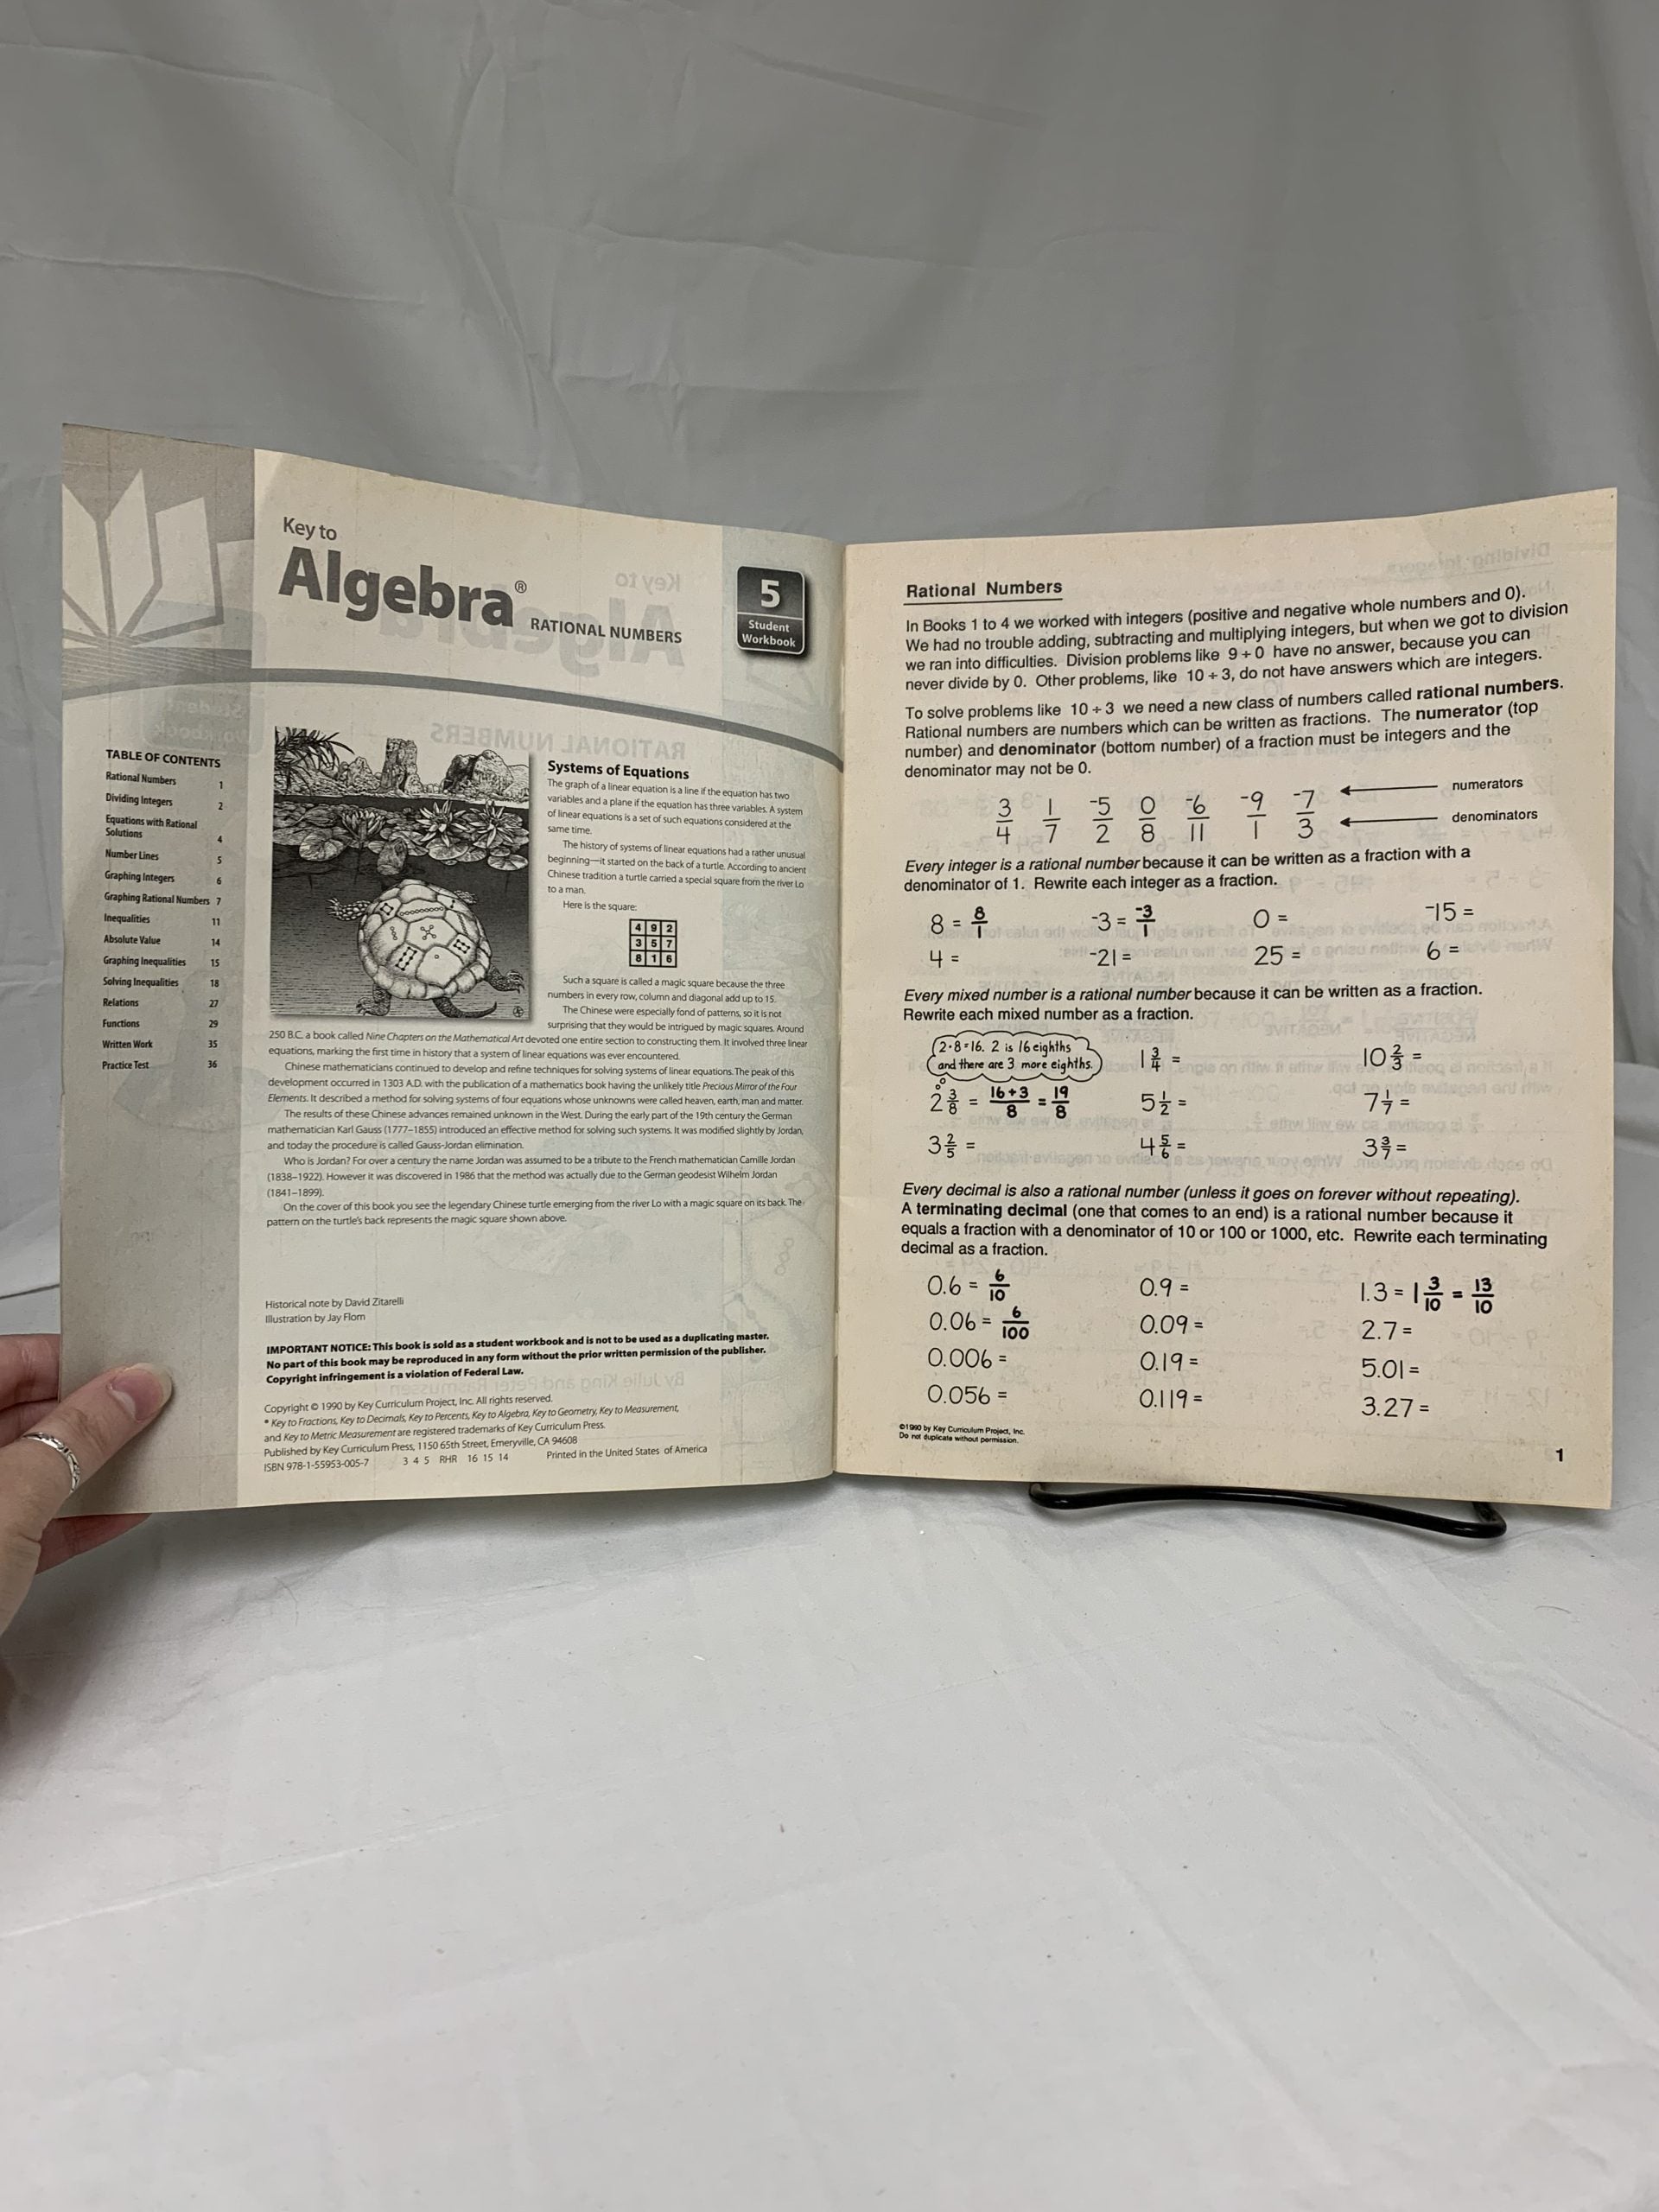 Key to
Algebra®
RATIONAL NUMBERS
5
Student
Workbook
TABLE OF CONTENTS
Rational Numbers 1
Dividing Integers 2
Equations with Rational
Solutions 4
Number Lines 5
Graphing Integers 6
Graphing Rational Numbers 7
Inequalities 11
Absolute Value 14
Graphing Inequalities 15
Solving Inequalities 18
Relations 27
Functions 29
Written Work 35
Practice Test 36
Systems of Equations
The graph of a linear equation is a line if the equation has two
variables and a plane if the equation has three variables. A system
of linear equations is a set of such equations considered at the
same time.
The history of systems of linear equations had a rather unusual
beginning—it started on the back of a turtle. According to ancient
Chinese tradition a turtle carried a special square from the river Lo
to a man.
Here is the square:
4 9 2
3 5 7
8 1 6
Such a square is called a magic square because the three
numbers in every row, column and diagonal add up to 15.
The Chinese were especially fond of patterns, so it is not
surprising that they would be intrigued by magic squares. Around
250 B.C. a book called Nine Chapters on the Mathematical Art devoted one entire section to constructing them. It involved three linear
equations, marking the first time in history that a system of linear equations was ever encountered.
Chinese mathematicians continued to develop and refine techniques for solving systems of linear equations. The peak of this
development occurred in 1303 A.D. with the publication of a mathematics book having the unlikely title Precious Mirror of the Four
Elements. It described a method for solving systems of four equations whose unknowns were called heaven, earth, man and matter.
The results of these Chinese advances remained unknown in the West. During the early part of the 19th century the German
mathematician Karl Gauss (1777–1855) introduced an effective method for solving such systems. It was modified slightly by Jordan,
and today the procedure is called Gauss-Jordan elimination.
Who is Jordan? For over a century the name Jordan was assumed to be a tribute to the French mathematician Camille Jordan
(1838–1922). However it was discovered in 1986 that the method was actually due to the German geodesist Wilhelm Jordan
(1841–1899).
On the cover of this book you see the legendary Chinese turtle emerging from the river Lo with a magic square on its back. The
pattern on the turtle's back represents the magic square shown above.
Historical note by David Zitarelli
Illustration by Jay Flom
IMPORTANT NOTICE: This book is sold as a student workbook and is not to be used as a duplicating master.
No part of this book may be reproduced in any form without the prior written permission of the publisher.
Copyright infringement is a violation of Federal Law.
Copyright © 1990 by Key Curriculum Project, Inc. All rights reserved.
® Key to Fractions, Key to Decimals, Key to Percents, Key to Algebra, Key to Geometry, Key to Measurement,
and Key to Metric Measurement are registered trademarks of Key Curriculum Press.
Published by Key Curriculum Press, 1150 65th Street, Emeryville, CA 94608
ISBN 978-1-55953-005-7 3 4 5 RHR 16 15 14 Printed in the United States of America
Rational Numbers
In Books 1 to 4 we worked with integers (positive and negative whole numbers and 0).
We had no trouble adding, subtracting and multiplying integers, but when we got to division
we ran into difficulties. Division problems like 9 ÷ 0 have no answer, because you can
never divide by 0. Other problems, like 10 ÷ 3, do not have answers which are integers.
To solve problems like 10 ÷ 3 we need a new class of numbers called rational numbers.
Rational numbers are numbers which can be written as fractions. The numerator (top
number) and denominator (bottom number) of a fraction must be integers and the
denominator may not be 0.
3/4 1/7 -5/2 0/8 -6/11 -9/1 -7/3
numerators
denominators
Every integer is a rational number because it can be written as a fraction with a
denominator of 1. Rewrite each integer as a fraction.
8 = 8/1 -3 = -3/1 0 = -15 =
4 = -21 = 25 = 6 =
Every mixed number is a rational number because it can be written as a fraction.
Rewrite each mixed number as a fraction.
2·8=16. 2 is 16 eighths
and there are 3 more eighths.
1 3/4 = 10 2/3 =
2 3/8 = 16+3/8 = 19/8 5 1/2 = 7 1/7 =
3 2/5 = 4 5/6 = 3 3/7 =
Every decimal is also a rational number (unless it goes on forever without repeating).
A terminating decimal (one that comes to an end) is a rational number because it
equals a fraction with a denominator of 10 or 100 or 1000, etc. Rewrite each terminating
decimal as a fraction.
0.6 = 6/10 0.9 = 1.3 = 1 3/10 = 13/10
0.06 = 6/100 0.09 = 2.7 =
0.006 = 0.19 = 5.01 =
0.056 = 0.119 = 3.27 =
©1990 by Key Curriculum Project, Inc.
Do not duplicate without permission.
1